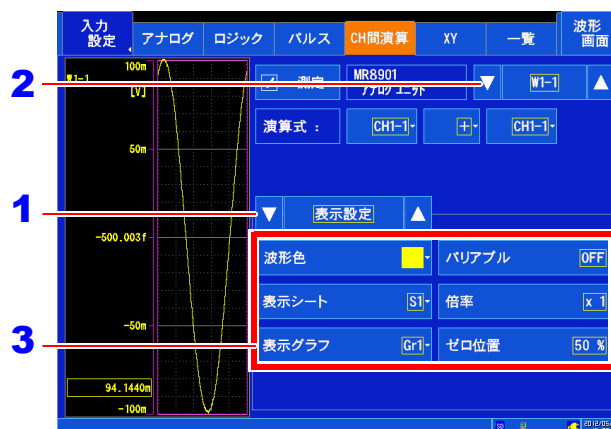 入力
設定
アナログ
ロジック
パルス
CH間演算
XY
一覧
波形
画面
W1-1
100m
[V]
50m
-500.003f
-50m
94.1440m
-100m
測定
MR8901
アナログ ユニット
W1-1
演算式 :
CH1-1
+
CH1-1
表示設定
波形色
バリアブル
OFF
表示シート
S1
倍率
x 1
表示グラフ
Gr1
ゼロ位置
50 %
2
1
3